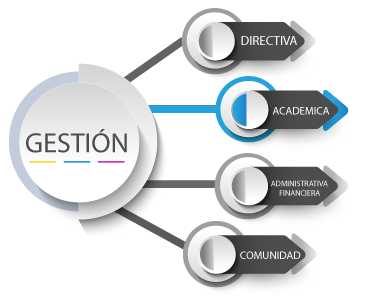 GESTIÓN
DIRECTIVA
ACADEMICA
ADMINISTRATIVA
FINANCIERA
COMUNIDAD